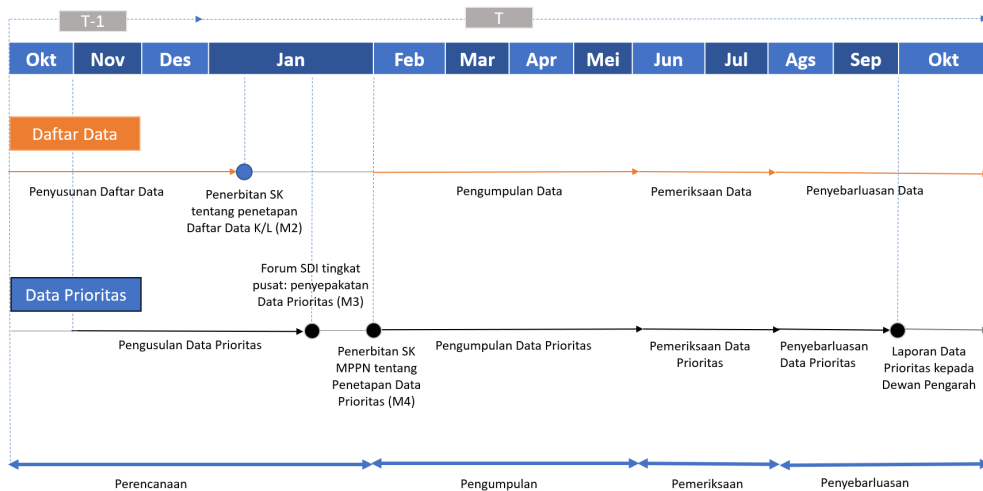 T-1
T
Okt
Nov
Des
Jan
Feb
Mar
Apr
Mei
Jun
Jul
Ags
Sep
Okt
Daftar Data
Penyusunan Daftar Data
Penerbitan SK
tentang penetapan
Daftar Data K/L (M2)
Pengumpulan Data
Pemeriksaan Data
Penyebarluasan Data
Data Prioritas
Forum SDI tingkat
pusat: penyepakatan
Data Prioritas (M3)
Pengusulan Data Prioritas
Penerbitan SK
MPPN tentang
Penetapan Data
Prioritas (M4)
Pengumpulan Data Prioritas
Pemeriksaan Data
Prioritas
Penyebarluasan
Data Prioritas
Laporan Data
Prioritas kepada
Dewan Pengarah
Perencanaan
Pengumpulan
Pemeriksaan
Penyebarluasan